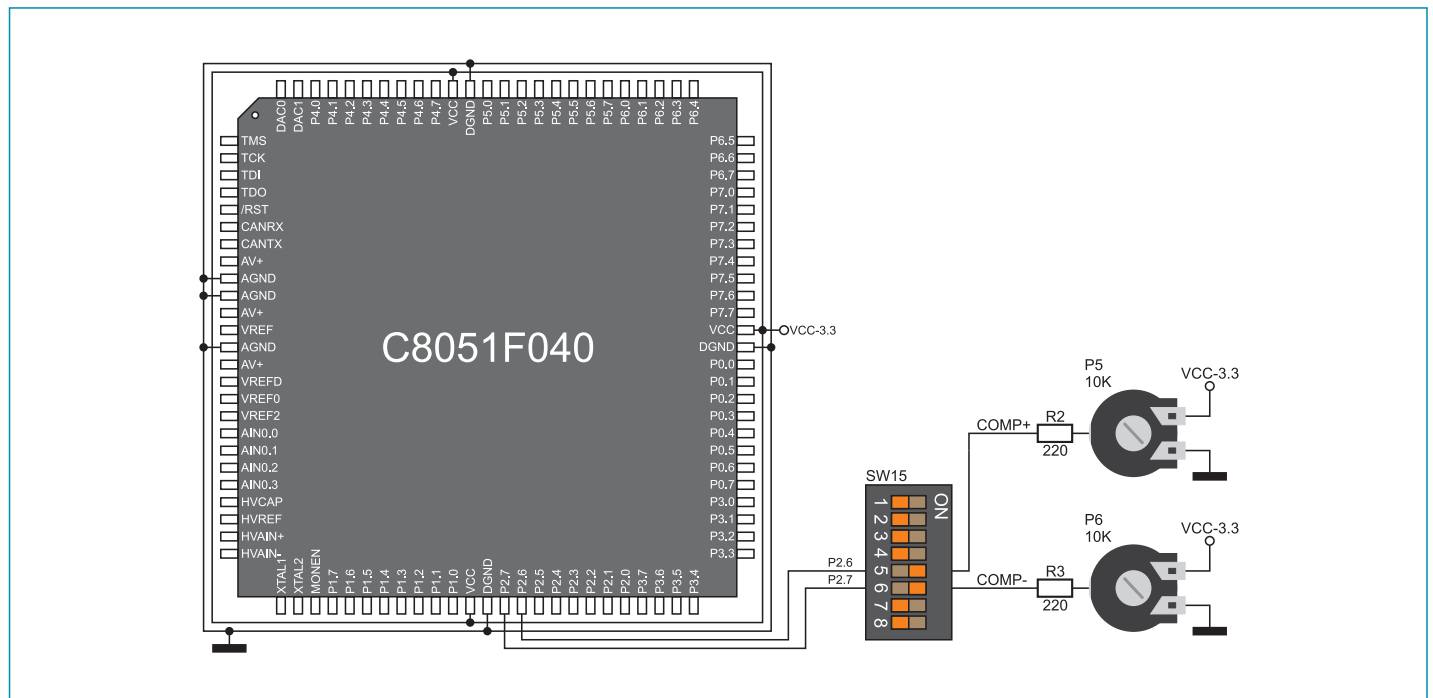 DAC0
DAC1
P4.0
P4.1
P4.2
P4.3
P4.4
P4.5
P4.6
P4.7
VCC
DGND
P5.0
P5.1
P5.2
P5.3
P5.4
P5.5
P5.6
P5.7
P6.0
P6.1
P6.2
P6.3
P6.4
TMS
TCK
TDI
TDO
/RST
CANRX
CANTX
AV+
AGND
AGND
AV+
VREF
AGND
AV+
VREFD
VREF0
VREF2
AIN0.0
AIN0.1
AIN0.2
AIN0.3
HVCAP
HVREF
HVAIN+
HVAIN-
C8051F040
P6.5
P6.6
P6.7
P7.0
P7.1
P7.2
P7.3
P7.4
P7.5
P7.6
P7.7
VCC
DGND
P0.0
P0.1
P0.2
P0.3
P0.4
P0.5
P0.6
P0.7
P3.0
P3.1
P3.2
P3.3
XTAL1
XTAL2
MONEN
P1.7
P1.6
P1.5
P1.4
P1.3
P1.2
P1.1
P1.0
VCC
DGND
P2.7
P2.6
P2.5
P2.4
P2.3
P2.2
P2.1
P2.0
P3.7
P3.6
P3.5
P3.4
VCC-3.3
P2.6
P2.7
SW15
ON
1
2
3
4
5
6
7
8
COMP+
R2
220
P5
10K
VCC-3.3
COMP-
R3
220
P6
10K
VCC-3.3